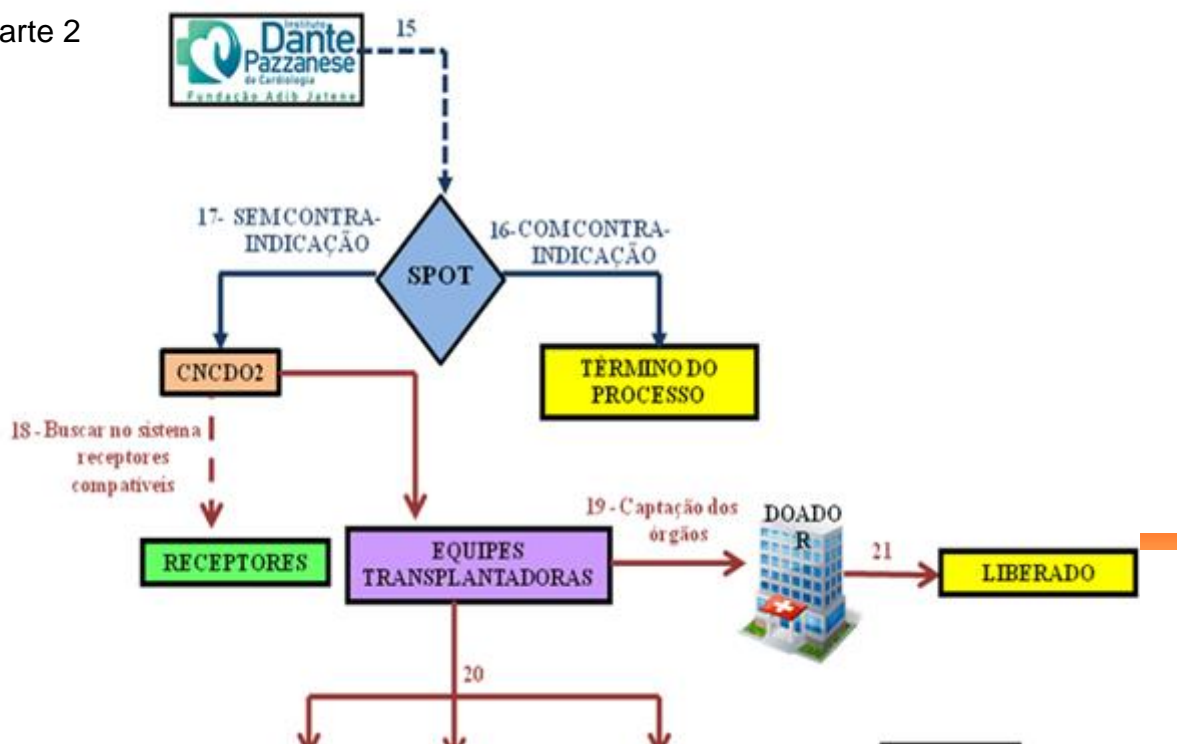 arte 2
Instituto
Dante
Pazzanese
de Cardiologia
Fundação Adib Jatene
15
17- SEM CONTRA-
INDICAÇÃO
16-COM CONTRA-
INDICAÇÃO
SPOT
CNCDO2
TÉRMINO DO
PROCESSO
18 - Buscar no sistema
receptores
compatíveis
RECEPTORES
EQUIPES
TRANSPLANTADORAS
19 - Captação dos
órgãos
DOADO
R
21
LIBERADO
20